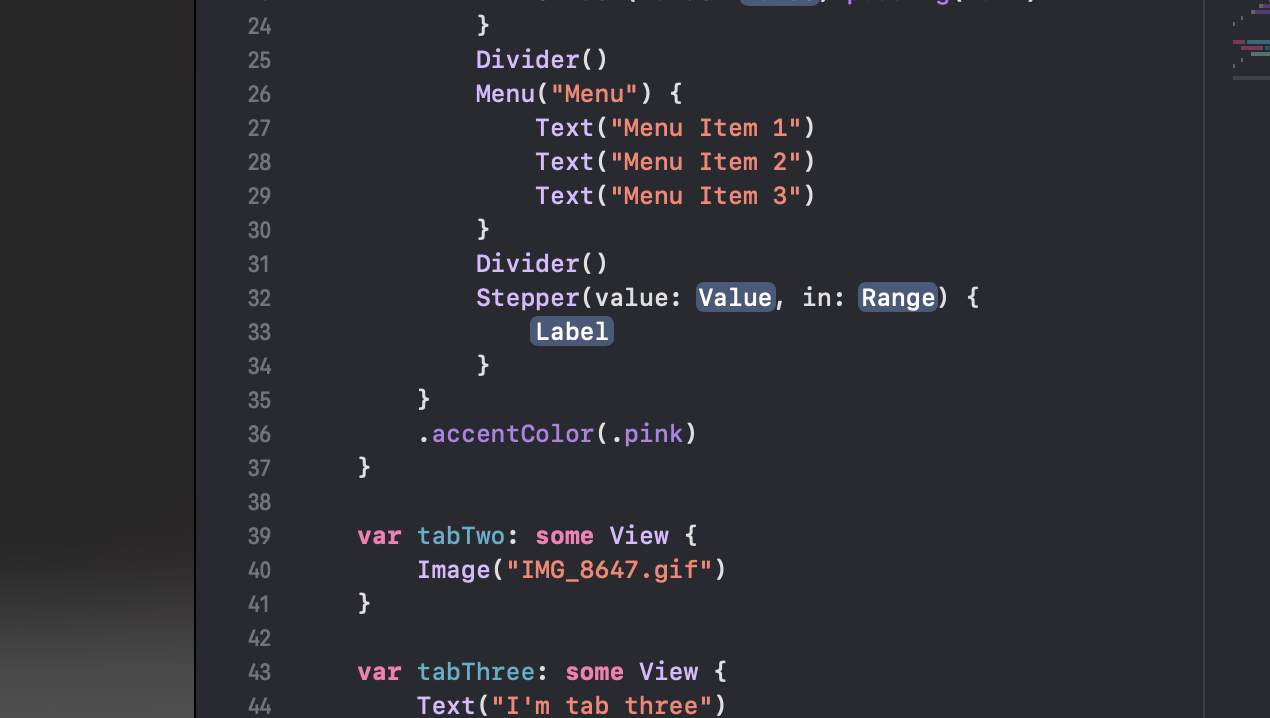 24 }
25 Divider()
26 Menu("Menu") {
27 Text("Menu Item 1")
28 Text("Menu Item 2")
29 Text("Menu Item 3")
30 }
31 Divider()
32 Stepper(value: Value, in: Range) {
33 Label
34 }
35 }
36 .accentColor(.pink)
37 }
38
39 var tabTwo: some View {
40 Image("IMG_8647.gif")
41 }
42
43 var tabThree: some View {
44 Text("I'm tab three")